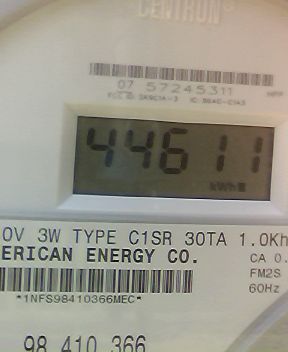 CENTRON®
07 57245311
44611
kWh
0V 3W TYPE C1SR 30TA 1.0Kh
ERICAN ENERGY CO. CA 0.
FM2S
60Hz
*1NFS98410366MEC*
98 410 366